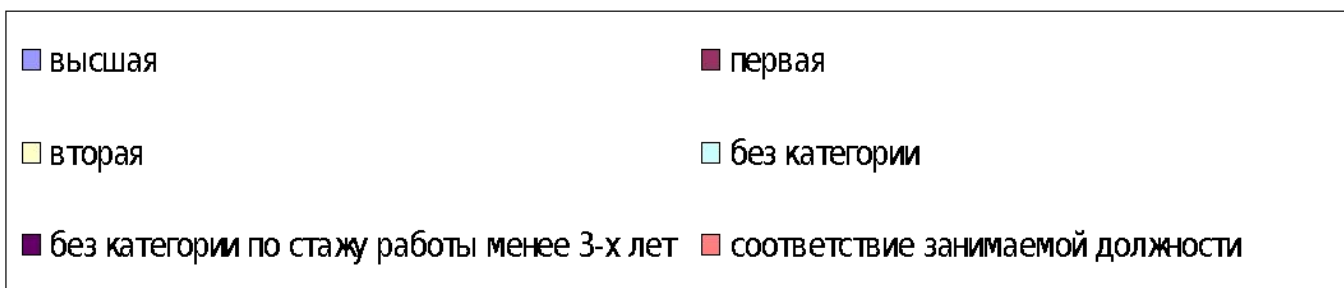 высшая первая
вторая без категории
без категории по стажу работы менее 3-х лет соответствие занимаемой должности